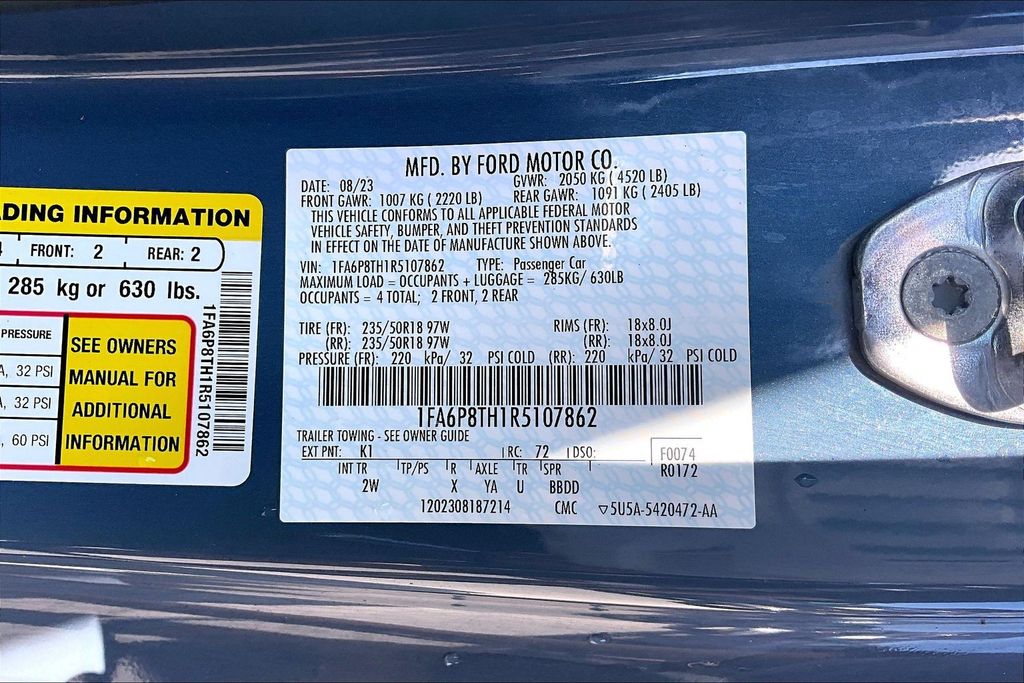 ADING INFORMATION
FRONT: 2 REAR: 2
285 kg or 630 lbs.
PRESSURE
32 PSI
32 PSI
60 PSI
SEE OWNERS
MANUAL FOR
ADDITIONAL
INFORMATION
1FA6P8TH1R5107862
MFD. BY FORD MOTOR CO.
DATE: 08/23 GVWR: 2050 KG ( 4520 LB)
FRONT GAWR: 1007 KG ( 2220 LB) REAR GAWR: 1091 KG ( 2405 LB)
THIS VEHICLE CONFORMS TO ALL APPLICABLE FEDERAL MOTOR
VEHICLE SAFETY, BUMPER, AND THEFT PREVENTION STANDARDS
IN EFFECT ON THE DATE OF MANUFACTURE SHOWN ABOVE.
VIN: 1FA6P8TH1R5107862 TYPE: Passenger Car
MAXIMUM LOAD = OCCUPANTS + LUGGAGE = 285KG/ 630LB
OCCUPANTS = 4 TOTAL; 2 FRONT, 2 REAR
TIRE (FR): 235/50R18 97W RIMS (FR): 18x8.0J
(RR): 235/50R18 97W (RR): 18x8.0J
PRESSURE (FR): 220 kPa/ 32 PSI COLD (RR): 220 kPa/ 32 PSI COLD
1FA6P8TH1R5107862
TRAILER TOWING - SEE OWNER GUIDE
EXT PNT: K1 RC: 72 DSO: F0074
INT TR TP/PS R AXLE TR SPR R0172
2W X YA U BBDD
1202308187214 CMC ▽5U5A-5420472-AA